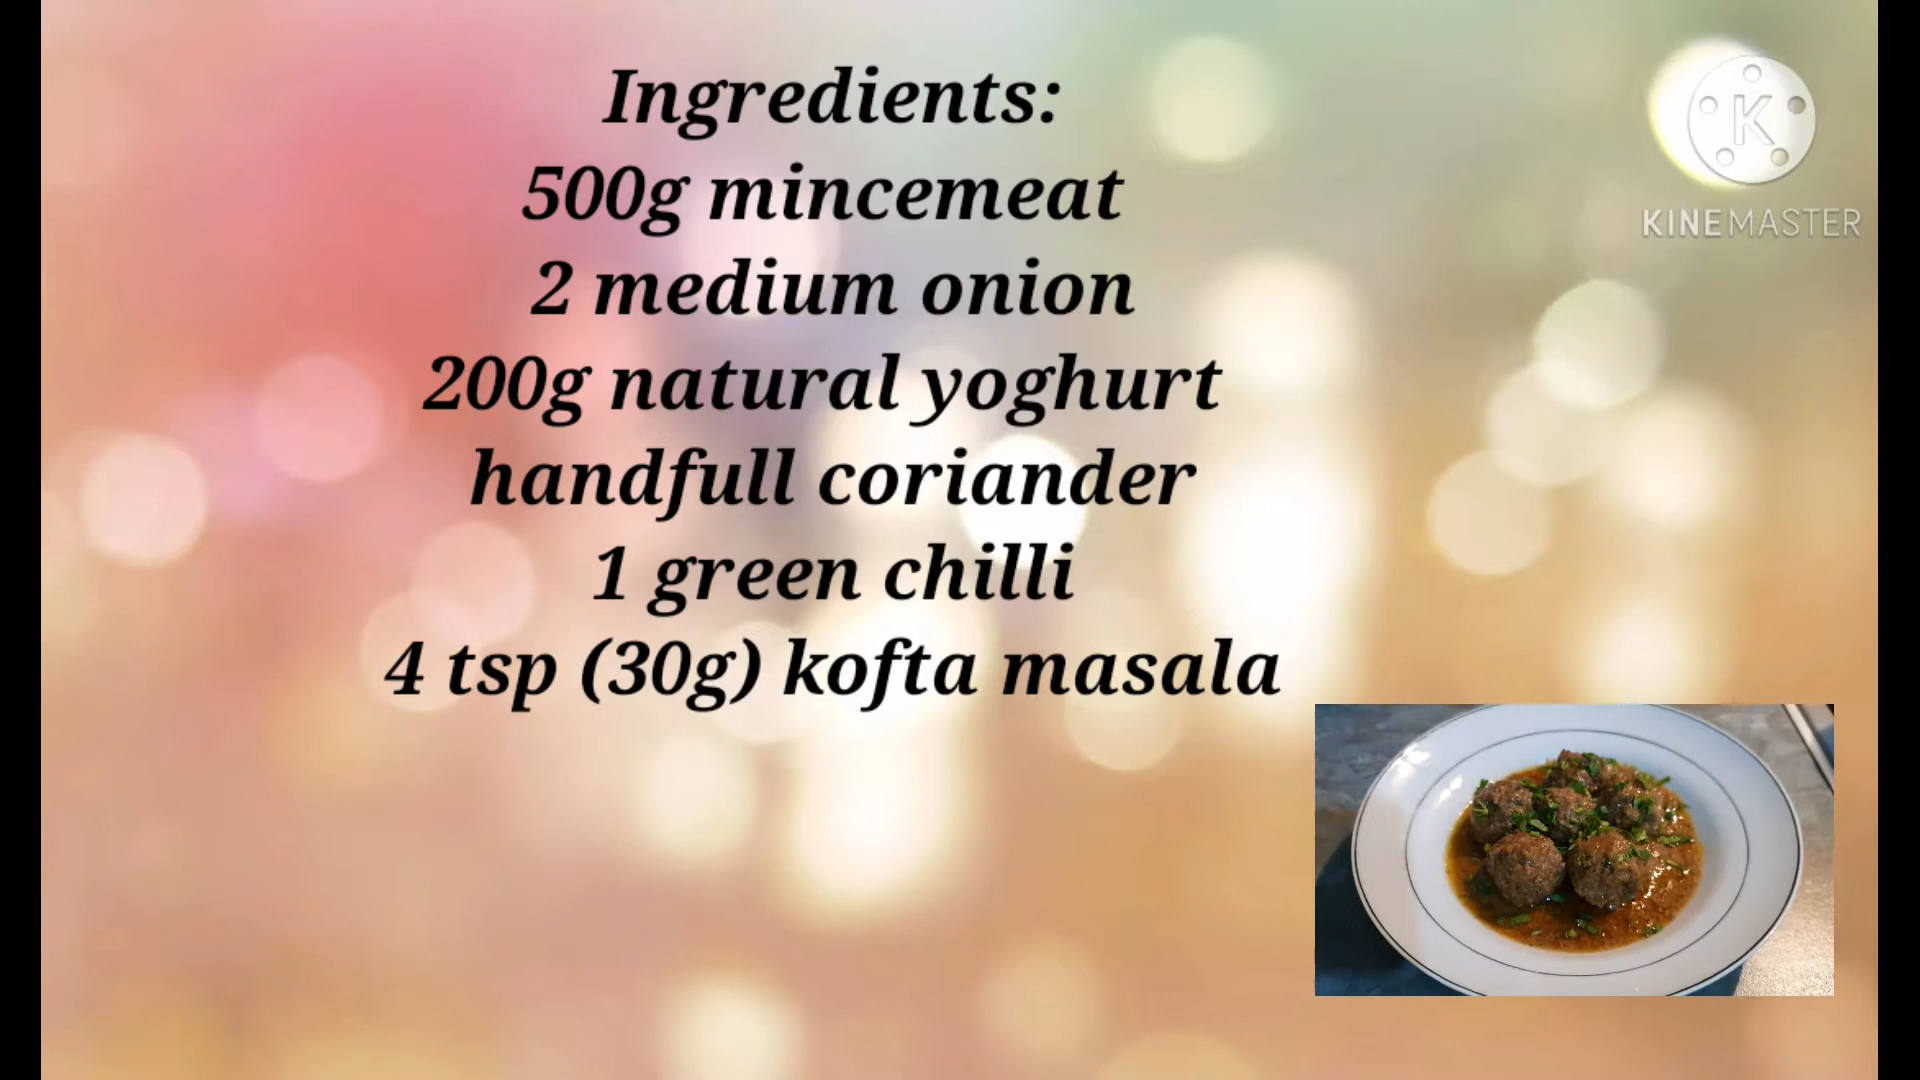 Ingredients:
500g mincemeat
2 medium onion
200g natural yoghurt
handfull coriander
1 green chilli
4 tsp (30g) kofta masala
K
KINEMASTER